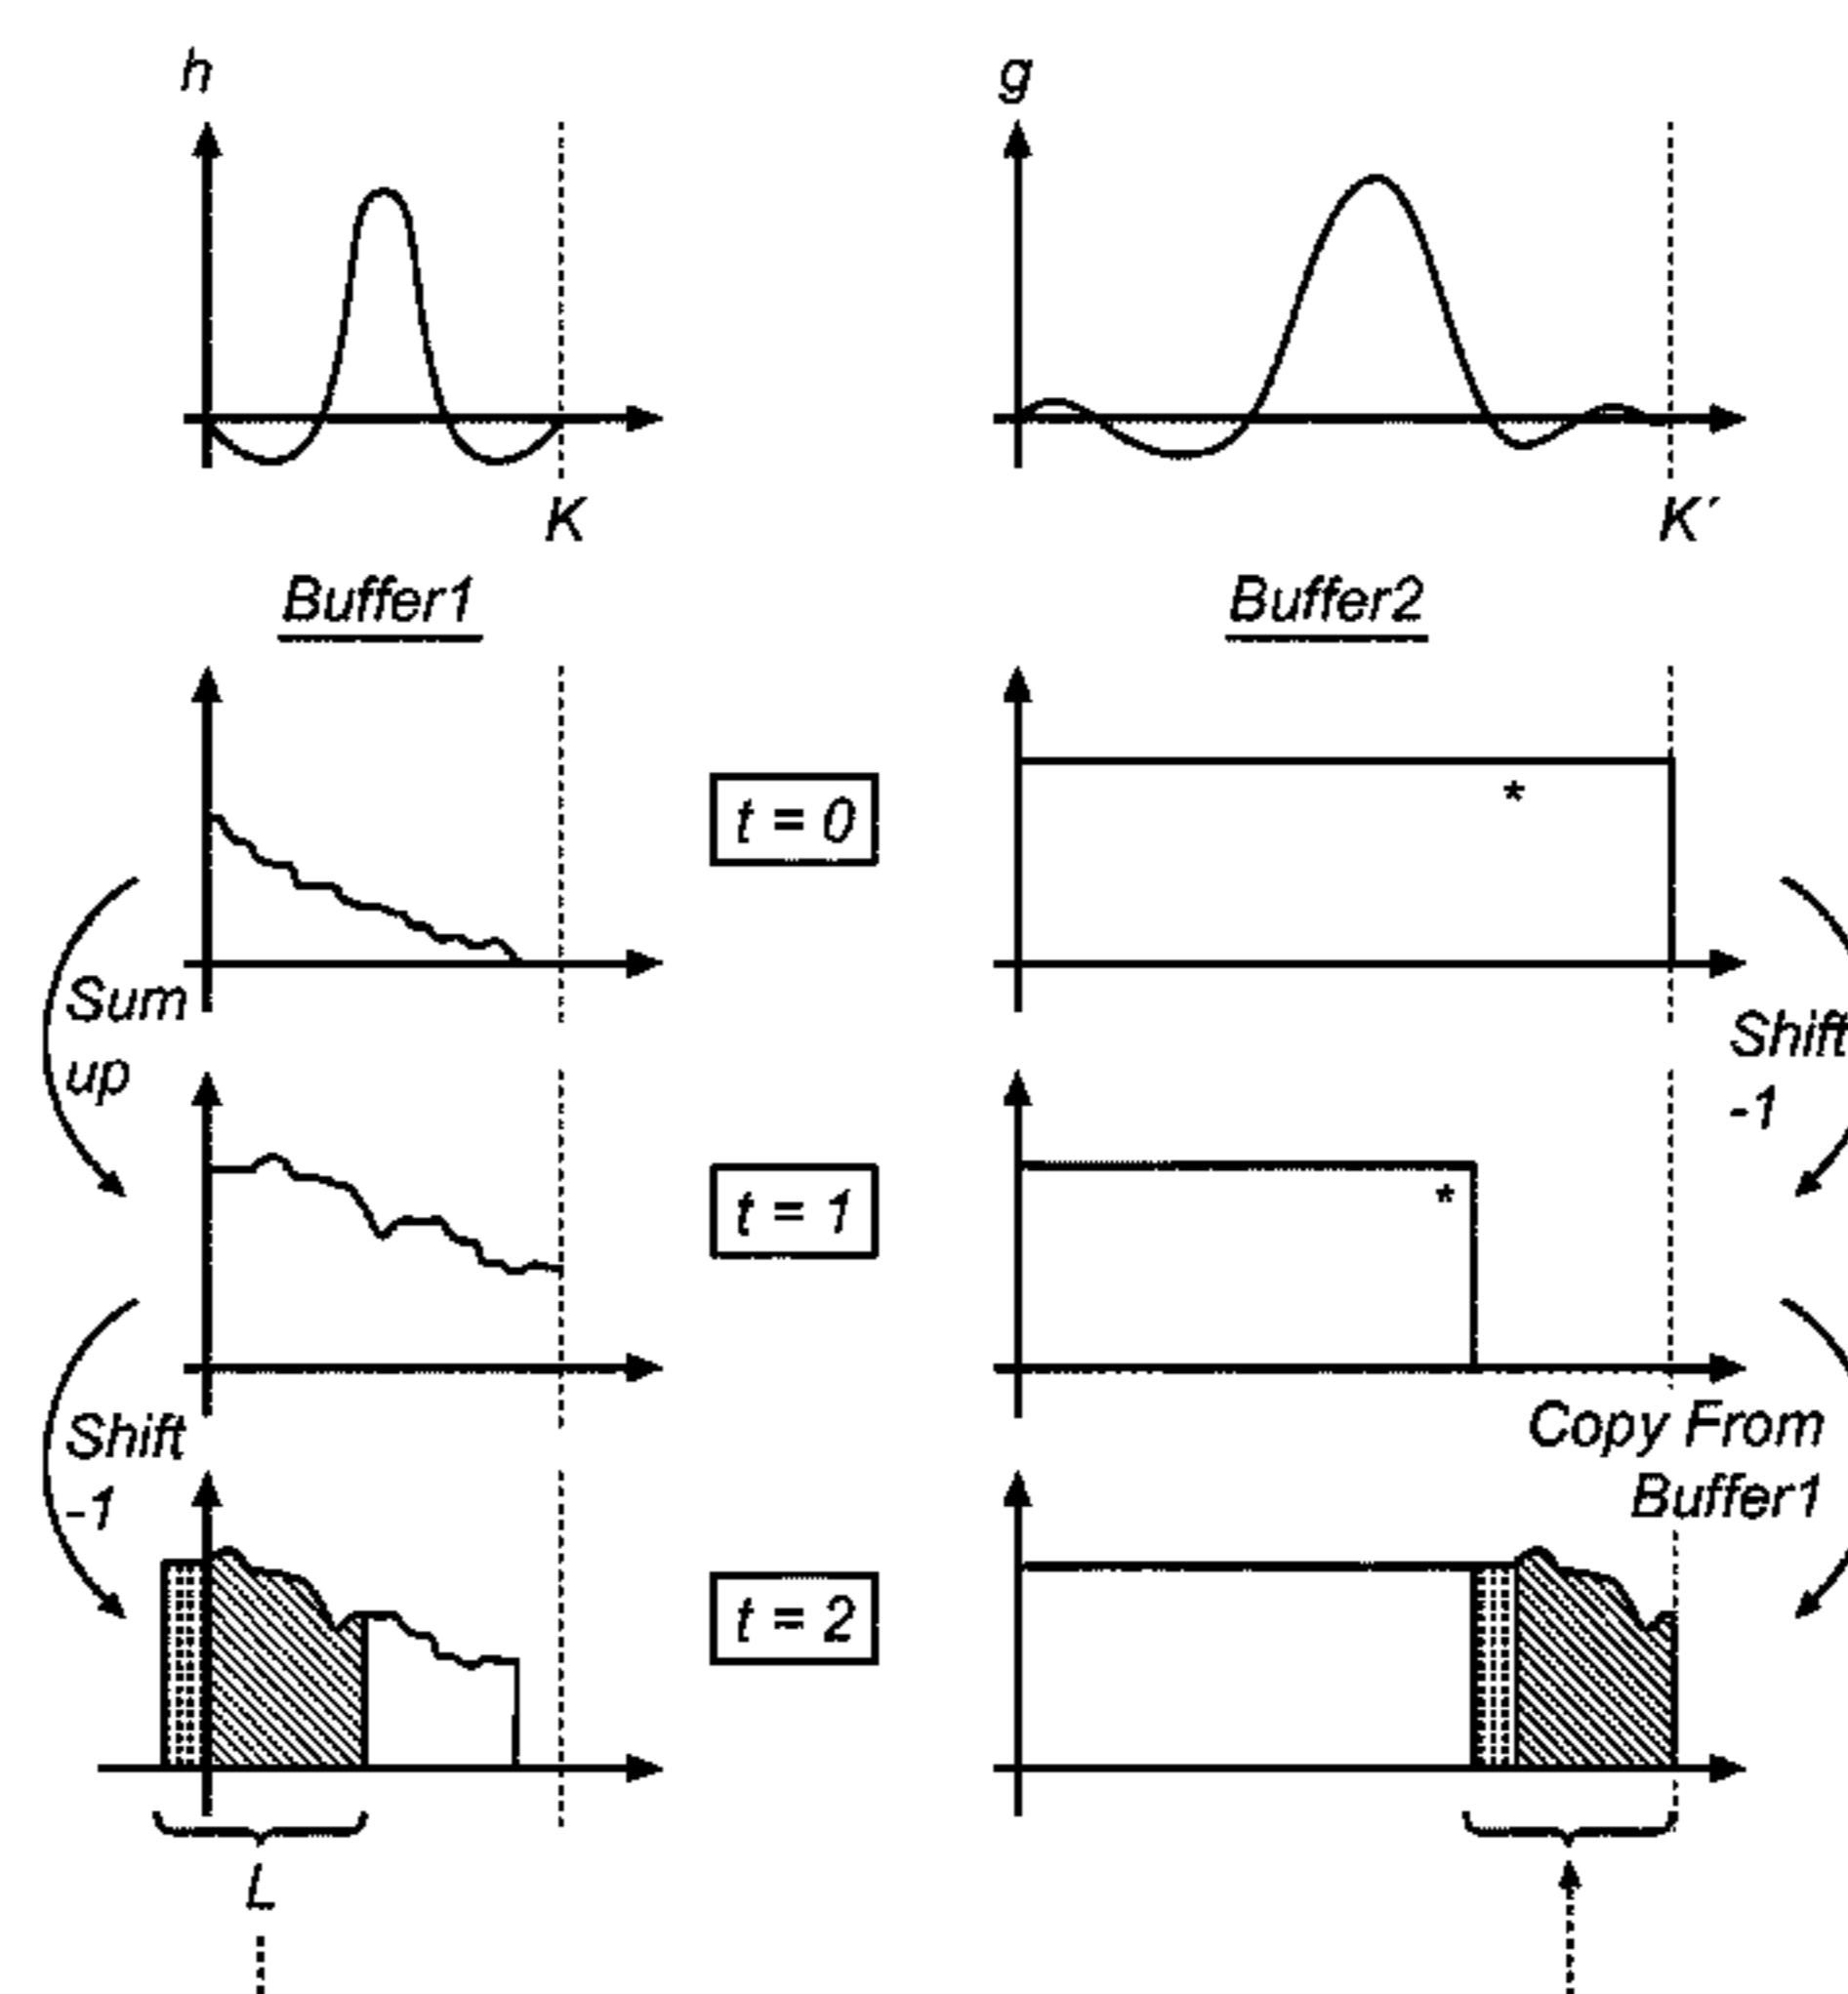 h g
K K´
Buffer1 Buffer2
t = 0 *
Sum
up
Shift
-1
t = 1 *
Shift
-1
Copy From
Buffer1
t = 2
L